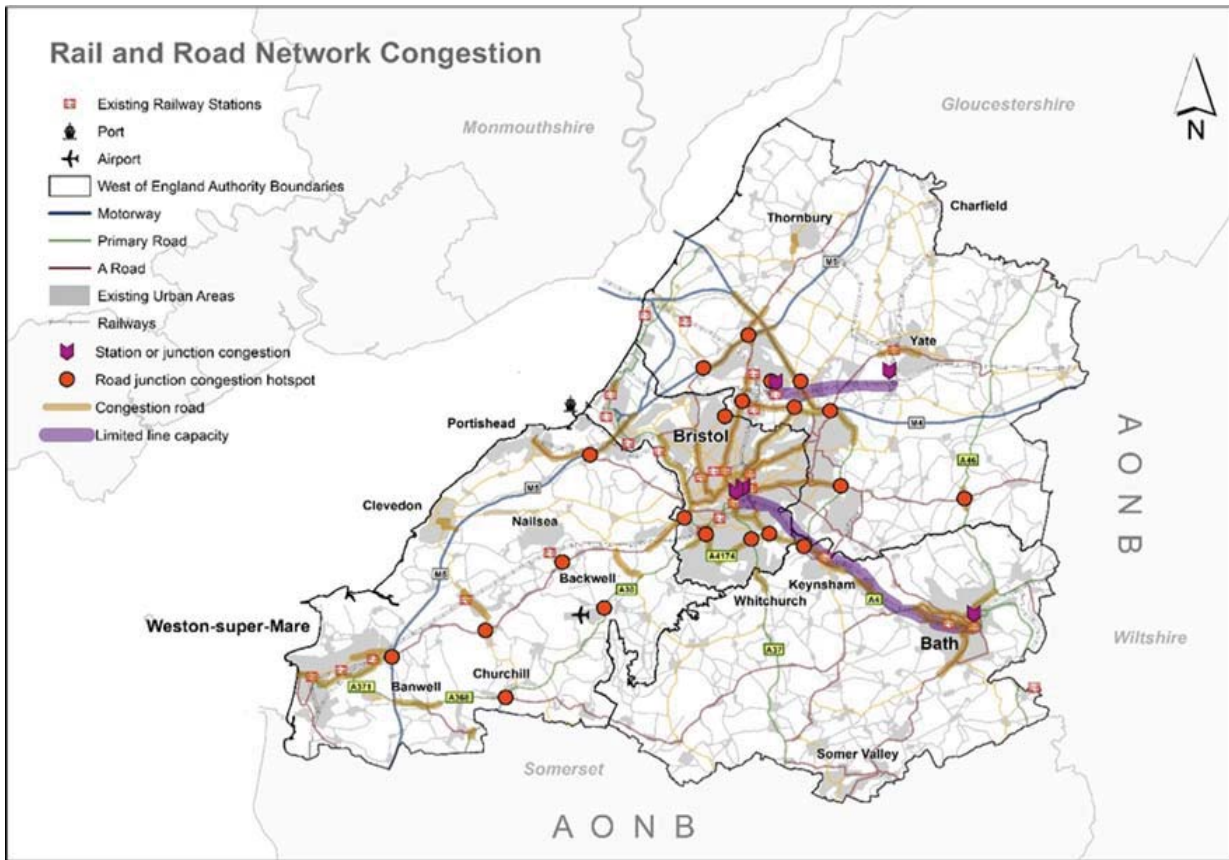 Rail and Road Network Congestion
Existing Railway Stations
Port
Airport
West of England Authority Boundaries
Motorway
Primary Road
A Road
Existing Urban Areas
Railways
Station or junction congestion
Road junction congestion hotspot
Congestion road
Limited line capacity
Monmouthshire
Gloucestershire
N
Thornbury
Charfield
M5
Yate
Portishead
Bristol
M4
A46
AONB
Clevedon
M5
Nailsea
M5
Backwell
A4174
Keynsham
A38
Whitchurch
A4
Weston-super-Mare
Wiltshire
Bath
A37
Churchill
Banwell
A371
A368
Somer Valley
Somerset
AONB